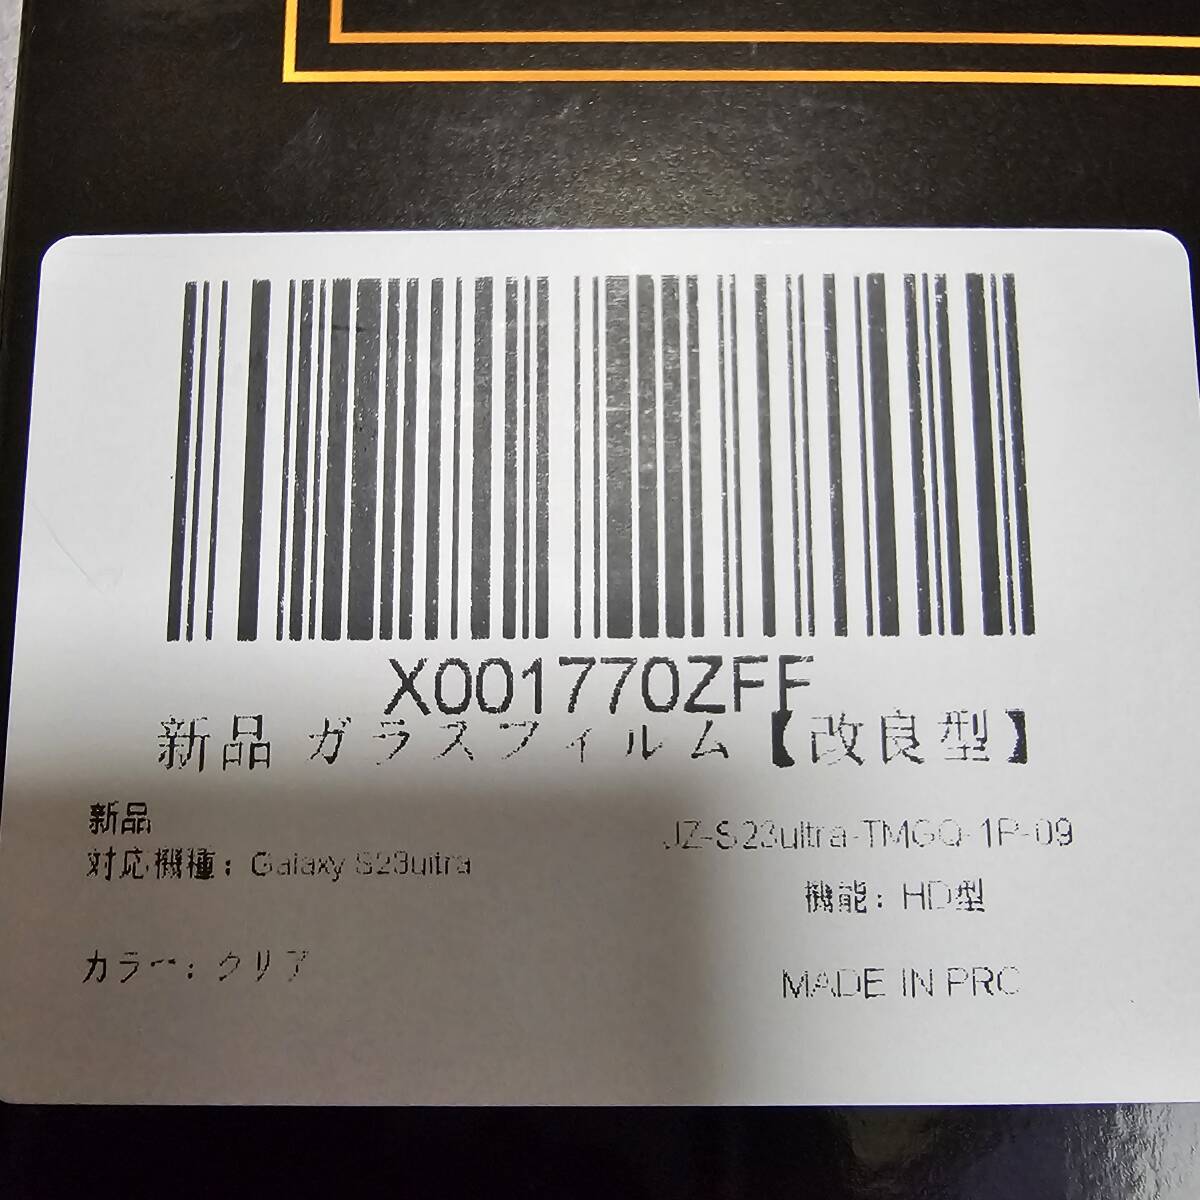 X001770ZFF
新品 ガラスフィルム【改良型】
新品
JZ-S23ultra-TMGQ-1P-09
対応機種：Galaxy S23ultra
機能：HD型
カラー：クリア
MADE IN PRC